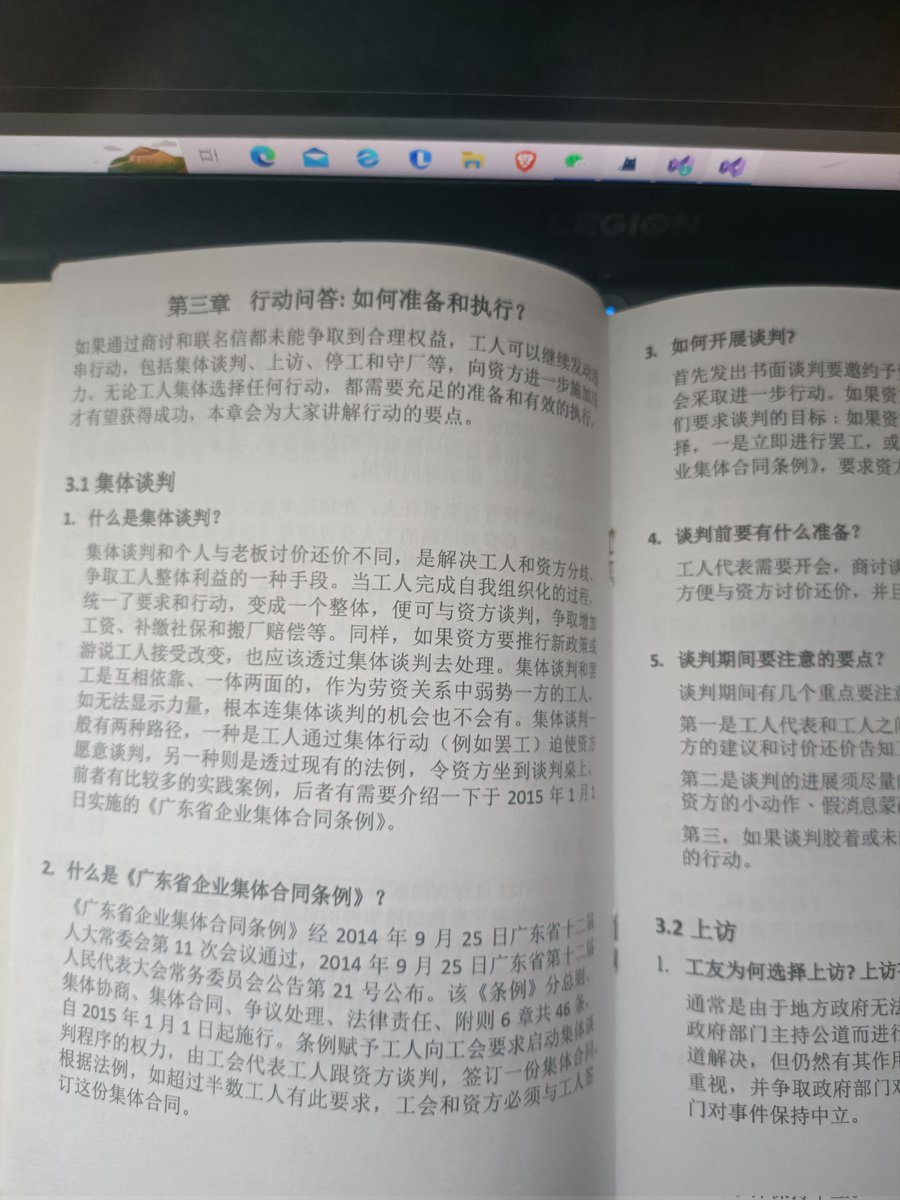 LEGION
第三章 行动问答: 如何准备和执行?
如果通过商讨和联名信都未能争取到合理权益，工人可以继续发动连
串行动，包括集体谈判、上访、停工和守厂等，向资方进一步施加压
力。无论工人集体选择任何行动，都需要充足的准备和有效的执行，
才有望获得成功，本章会为大家讲解行动的要点。
3.1 集体谈判
1. 什么是集体谈判?
集体谈判和个人与老板讨价还价不同，是解决工人和资方分歧、
争取工人整体利益的一种手段。当工人完成自我组织化的过程，
统一了要求和行动，变成一个整体，便可与资方谈判，争取增加
工资、补缴社保和搬厂赔偿等。同样，如果资方要推行新政策或
游说工人接受改变，也应该透过集体谈判去处理。集体谈判和罢
工是互相依靠、一体两面的，作为劳资关系中弱势一方的工人，
如无法显示力量，根本连集体谈判的机会也不会有。集体谈判一
般有两种路径，一种是工人通过集体行动（例如罢工）迫使资方
愿意谈判，另一种则是透过现有的法例，令资方坐到谈判桌上。
前者有比较多的实践案例，后者有需要介绍一下于 2015 年 1 月 1
日实施的《广东省企业集体合同条例》。
2. 什么是《广东省企业集体合同条例》?
《广东省企业集体合同条例》经 2014 年 9 月 25 日广东省十二届
人大常委会第 11 次会议通过，2014 年 9 月 25 日广东省第十二届
人民代表大会常务委员会公告第 21 号公布。该《条例》分总则、
集体协商、集体合同、争议处理、法律责任、附则 6 章共 46 条，
自 2015 年 1 月 1 日起施行。条例赋予工人向工会要求启动集体谈
判程序的权力，由工会代表工人跟资方谈判，签订一份集体合同。
根据法例，如超过半数工人有此要求，工会和资方必须与工人签
订这份集体合同。
3. 如何开展谈判?
首先发出书面谈判要邀约予
会采取进一步行动。如果资
们要求谈判的目标：如果资
择，一是立即进行罢工，或
业集体合同条例》，要求资
4. 谈判前要有什么准备?
工人代表需要开会，商讨谈
方便与资方讨价还价，并且
5. 谈判期间要注意的要点?
谈判期间有几个重点要注意
第一是工人代表和工人之间
方的建议和讨价还价告知
第二是谈判的进展须尽量
资方的小动作、假消息蒙
第三，如果谈判胶着或未
的行动。
3.2 上访
1. 工友为何选择上访? 上访
通常是由于地方政府无法
政府部门主持公道而进行
道解决，但仍然有其作用
重视，并争取政府部门对
门对事件保持中立。